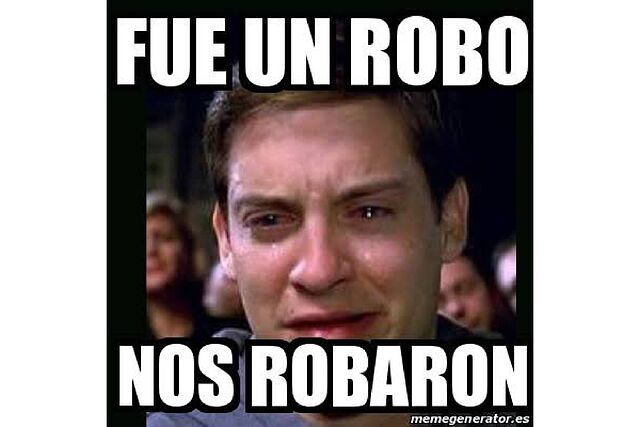 FUE UN ROBO
NOS ROBARON
memegenerator.es